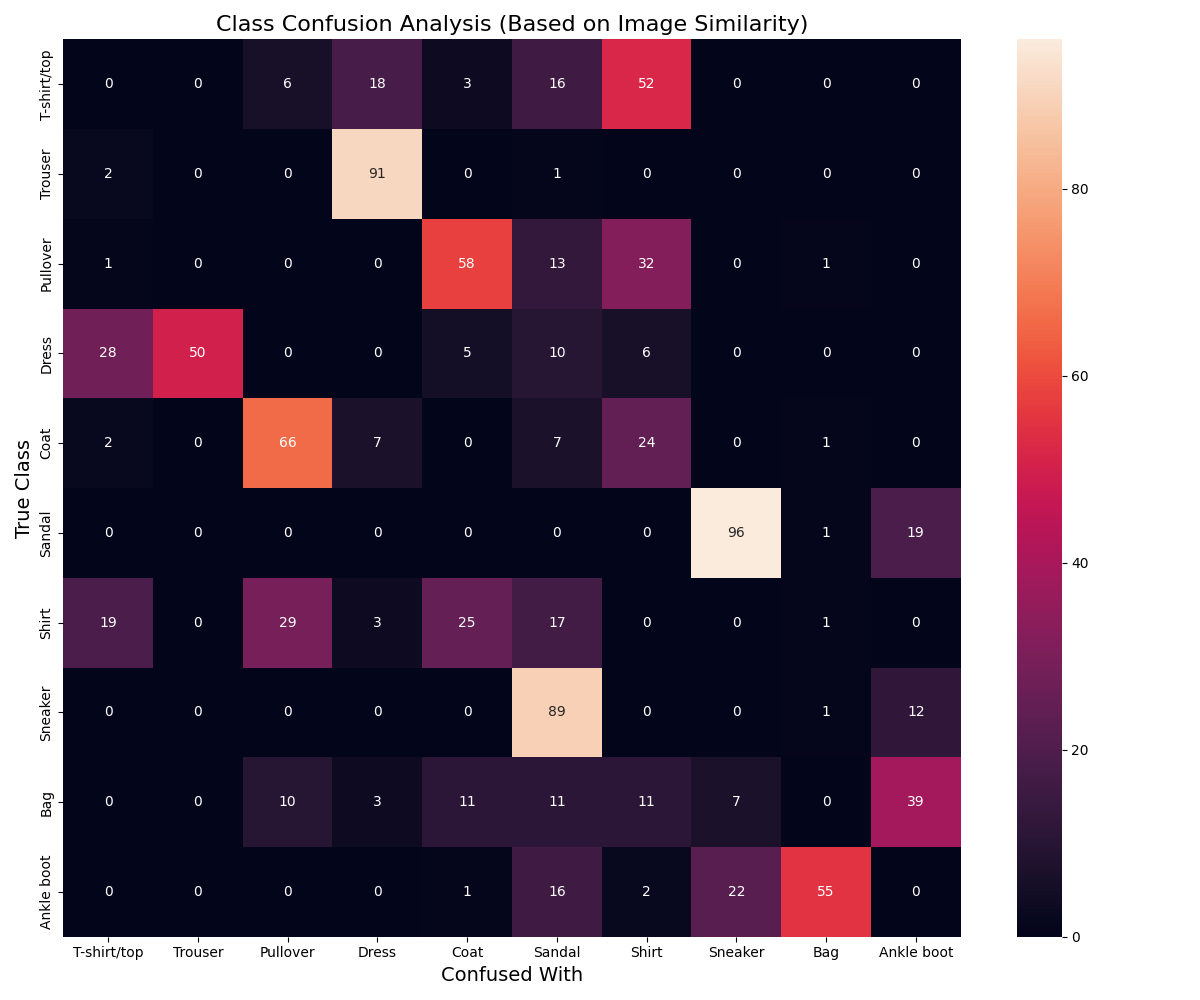 Class Confusion Analysis (Based on Image Similarity)
T-shirt/top 0 0 6 18 3 16 52 0 0 0
Trouser 2 0 0 91 0 1 0 0 0 0
Pullover 1 0 0 0 58 13 32 0 1 0
Dress 28 50 0 0 5 10 6 0 0 0
Coat 2 0 66 7 0 7 24 0 1 0
Sandal 0 0 0 0 0 0 0 96 1 19
Shirt 19 0 29 3 25 17 0 0 1 0
Sneaker 0 0 0 0 0 89 0 0 1 12
Bag 0 0 10 3 11 11 11 7 0 39
Ankle boot 0 0 0 0 1 16 2 22 55 0
T-shirt/top Trouser Pullover Dress Coat Sandal Shirt Sneaker Bag Ankle boot
Confused With
True Class
80
60
40
20
0